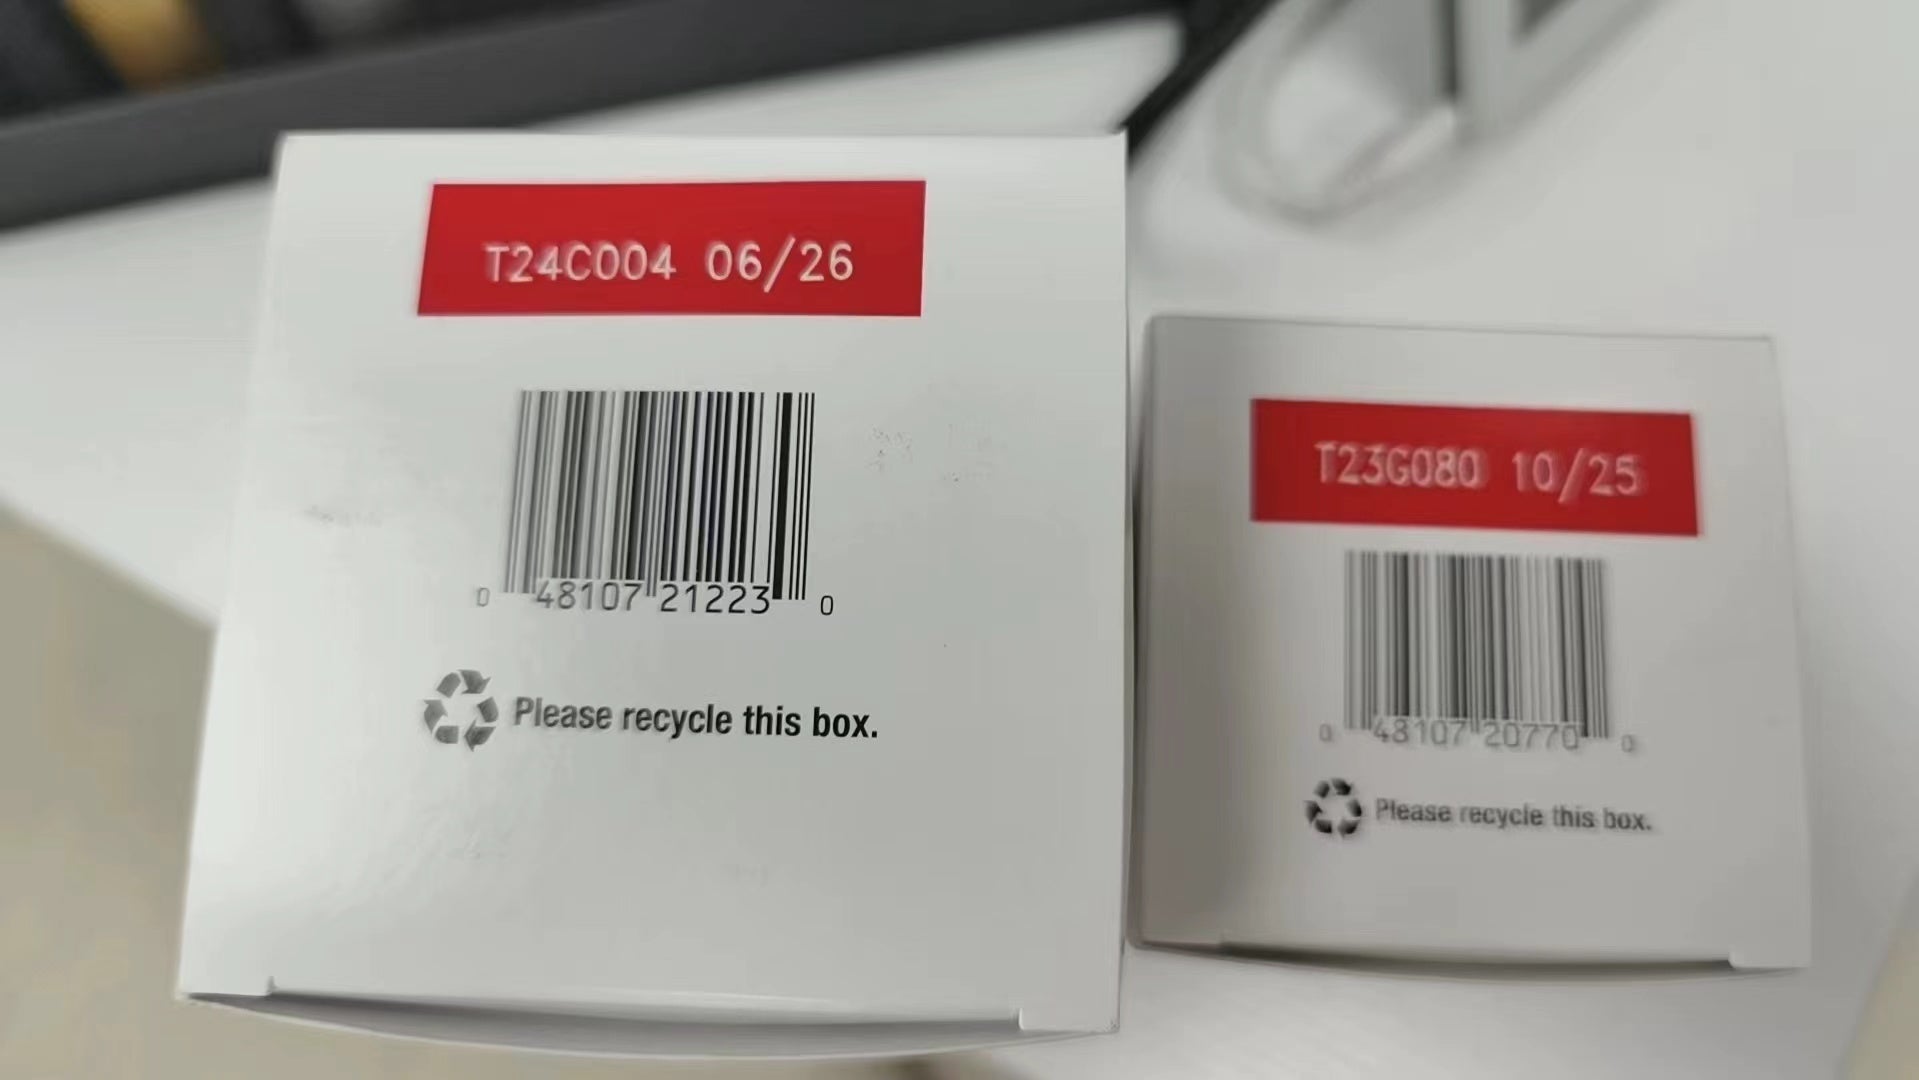 T24C004 06/26
0 48107 21223 0
Please recycle this box.
T23G080 10/25
0 48107 20770 0
Please recycle this box.